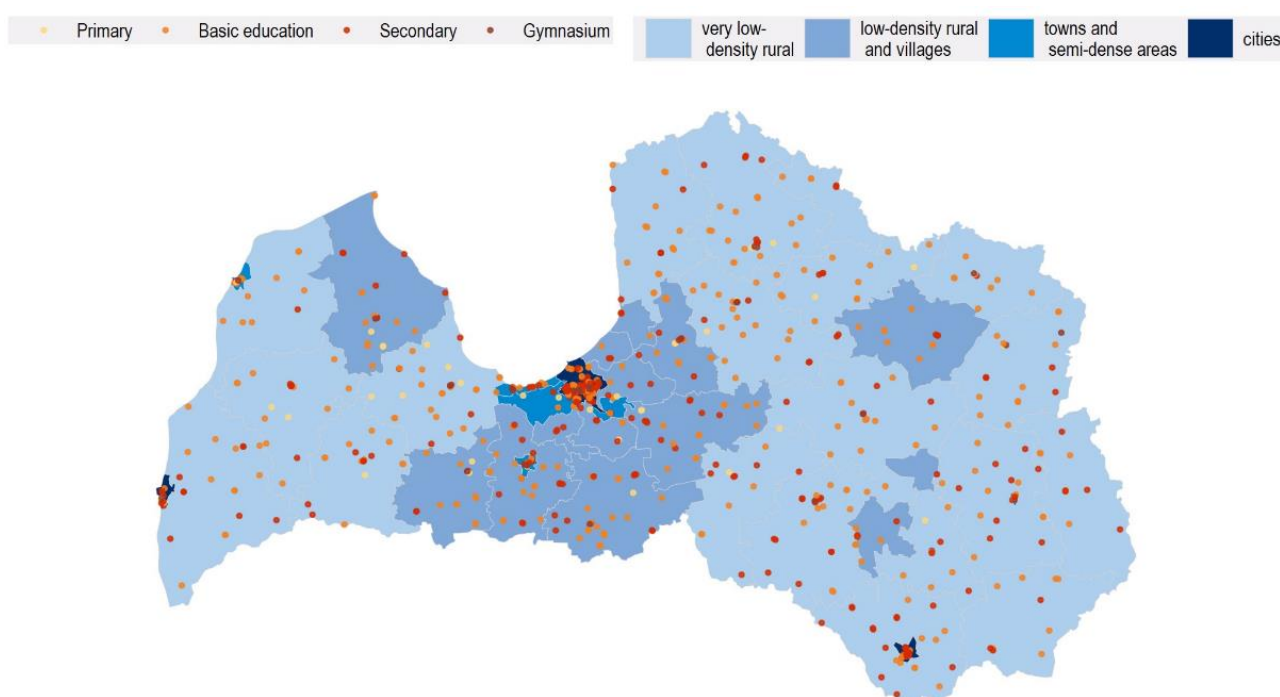 Primary
Basic education
Secondary
Gymnasium
very low-
density rural
low-density rural
and villages
towns and
semi-dense areas
cities